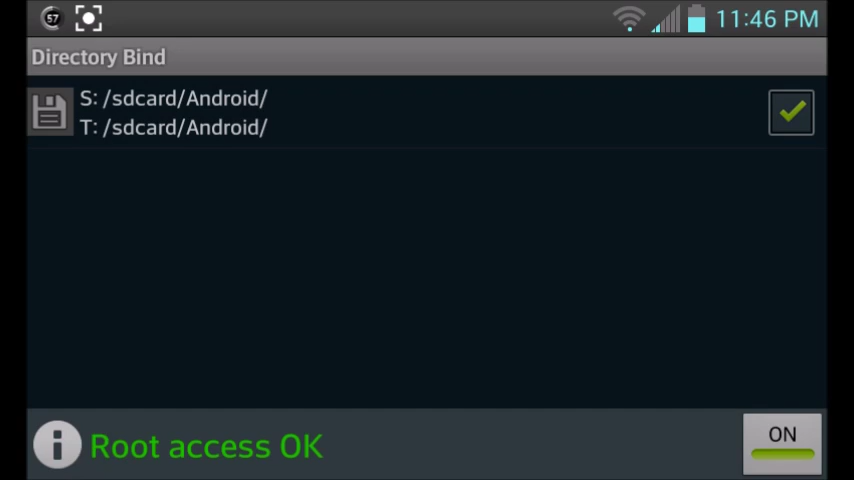 57
11:46 PM
Directory Bind
S: /sdcard/Android/
T: /sdcard/Android/
Root access OK
ON